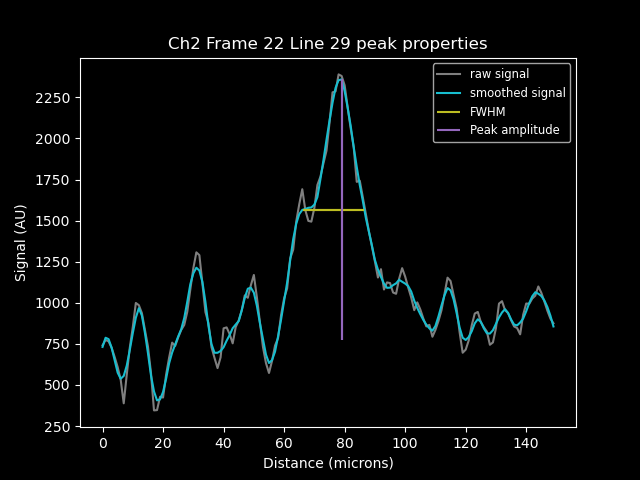 Ch2 Frame 22 Line 29 peak properties
raw signal
smoothed signal
FWHM
Peak amplitude
Signal (AU)
2250
2000
1750
1500
1250
1000
750
500
250
0 20 40 60 80 100 120 140
Distance (microns)